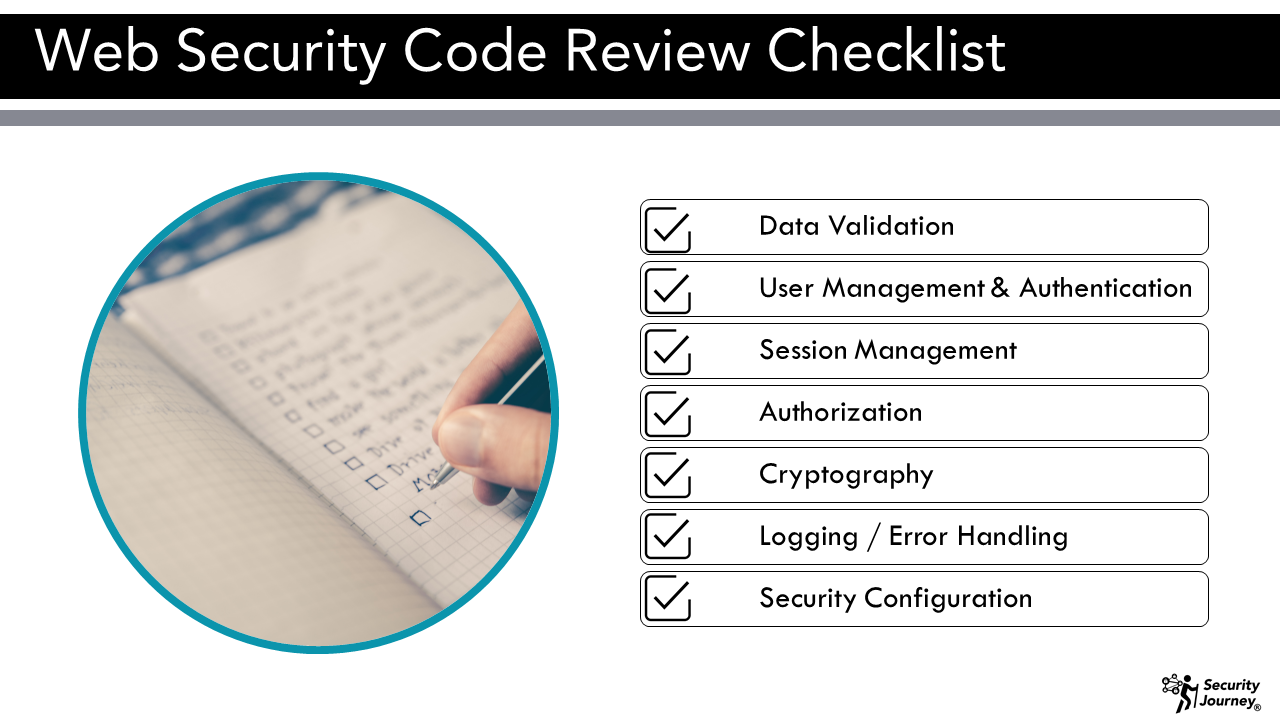 Web Security Code Review Checklist
Data Validation
User Management & Authentication
Session Management
Authorization
Cryptography
Logging / Error Handling
Security Configuration
Security
Journey®